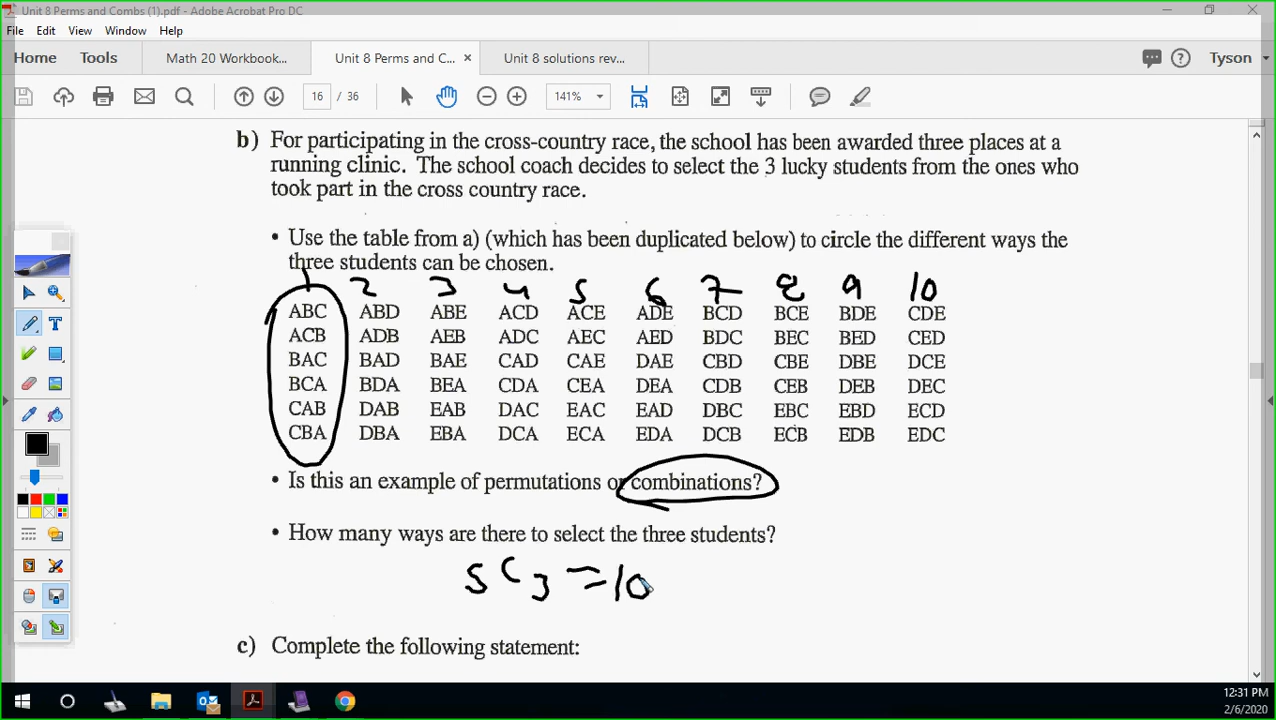 Unit 8 Perms and Combs (1).pdf - Adobe Acrobat Pro DC
File Edit View Window Help
Home Tools Math 20 Workbook... Unit 8 Perms and C... × Unit 8 solutions rev... Tyson
16 / 36 141%
b) For participating in the cross-country race, the school has been awarded three places at a
running clinic. The school coach decides to select the 3 lucky students from the ones who
took part in the cross country race.
• Use the table from a) (which has been duplicated below) to circle the different ways the
three students can be chosen.
1 2 3 4 5 6 7 8 9 10
ABC ABD ABE ACD ACE ADE BCD BCE BDE CDE
ACB ADB AEB ADC AEC AED BDC BEC BED CED
BAC BAD BAE CAD CAE DAE CBD CBE DBE DCE
BCA BDA BEA CDA CEA DEA CDB CEB DEB DEC
CAB DAB EAB DAC EAC EAD DBC EBC EBD ECD
CBA DBA EBA DCA ECA EDA DCB ECB EDB EDC
• Is this an example of permutations or combinations?
• How many ways are there to select the three students?
5C3 = 10
c) Complete the following statement:
12:31 PM
2/6/2020